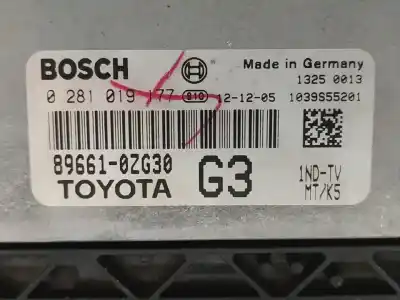 BOSCH
Made in Germany
1325 0013
0 281 019 177 810 12-12-05 1039S55201
89661-0ZG30
TOYOTA
G3
1ND-TV
MT/K5